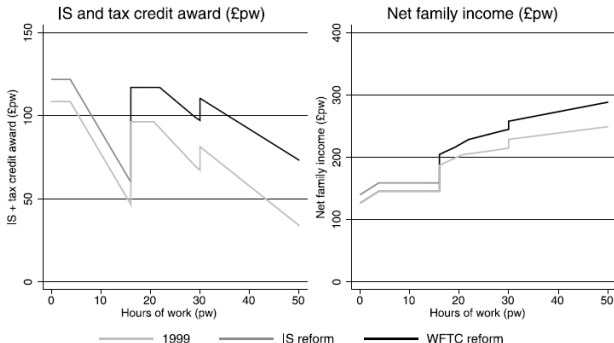 IS and tax credit award (£pw)
IS + tax credit award (£pw)
150
100
50
0
0 10 20 30 40 50
Hours of work (pw)
Net family income (£pw)
Net family income (£pw)
400
300
200
100
0
0 10 20 30 40 50
Hours of work (pw)
1999 IS reform WFTC reform